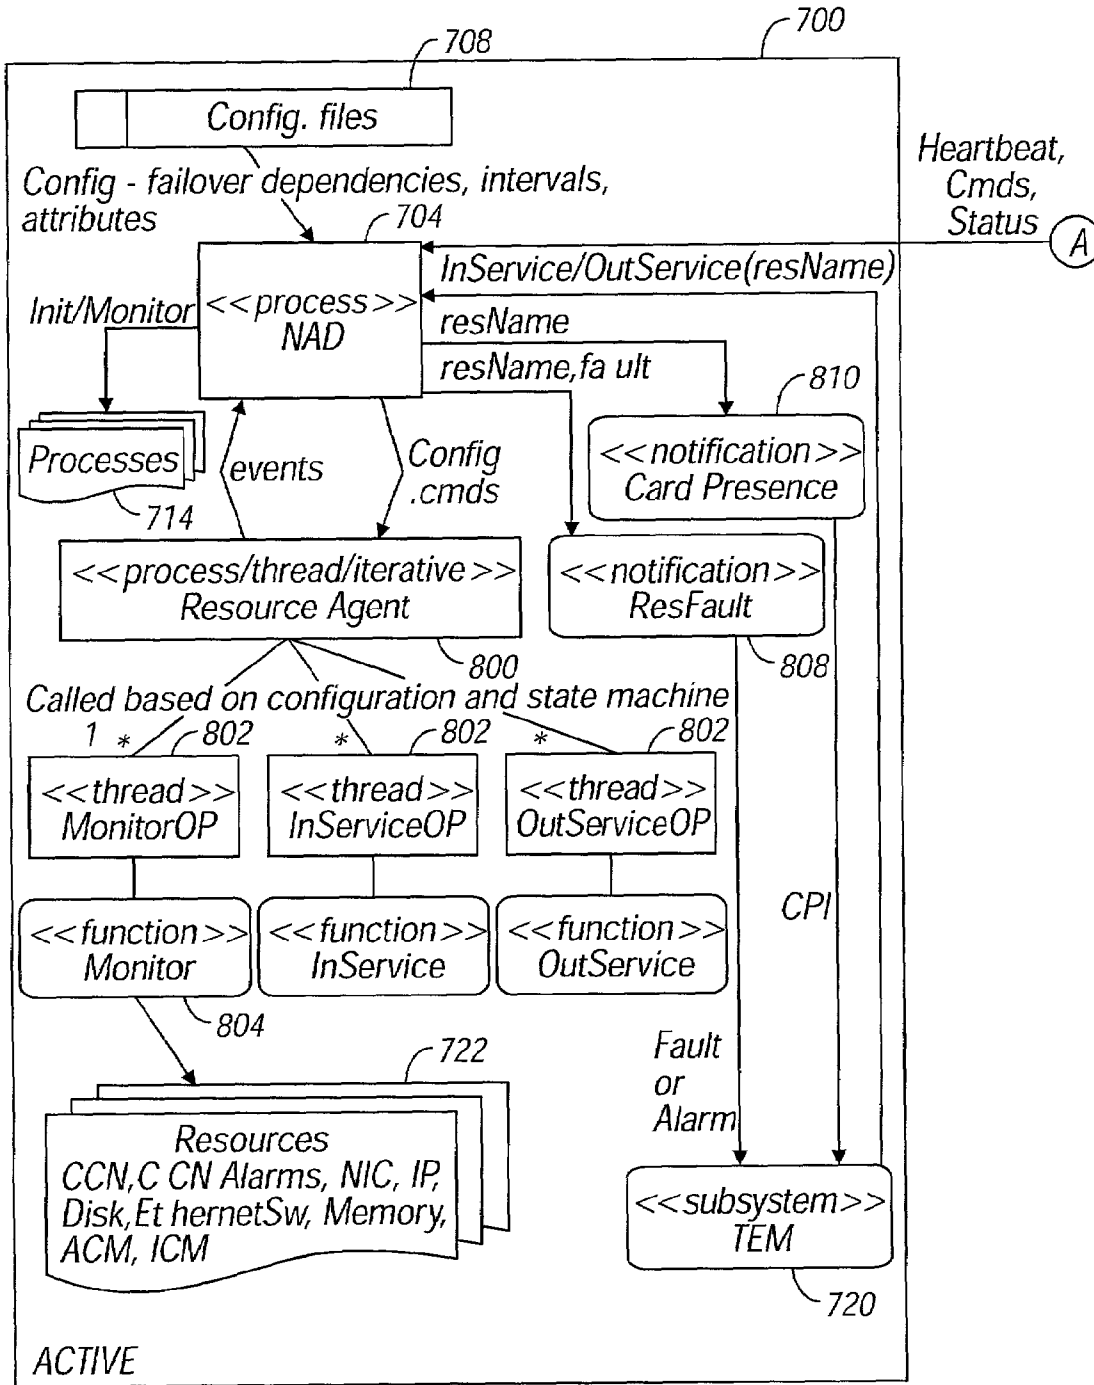 700
708
Config. files
Config - failover dependencies, intervals,
attributes
704
Heartbeat,
Cmds,
Status
A
InService/OutService(resName)
Init/Monitor
<<process>>
NAD
resName
resName,fa ult
810
<<notification>>
Card Presence
Processes
714
events
Config
.cmds
<<process/thread/iterative>>
Resource Agent
800
<<notification>>
ResFault
808
Called based on configuration and state machine
1 *
802
*
802
*
802
<<thread>>
MonitorOP
<<thread>>
InServiceOP
<<thread>>
OutServiceOP
CPI
<<function>>
Monitor
804
<<function>>
InService
<<function>>
OutService
Fault
or
Alarm
722
Resources
CCN,C CN Alarms, NIC, IP,
Disk,Et hernetSw, Memory,
ACM, ICM
<<subsystem>>
TEM
720
ACTIVE